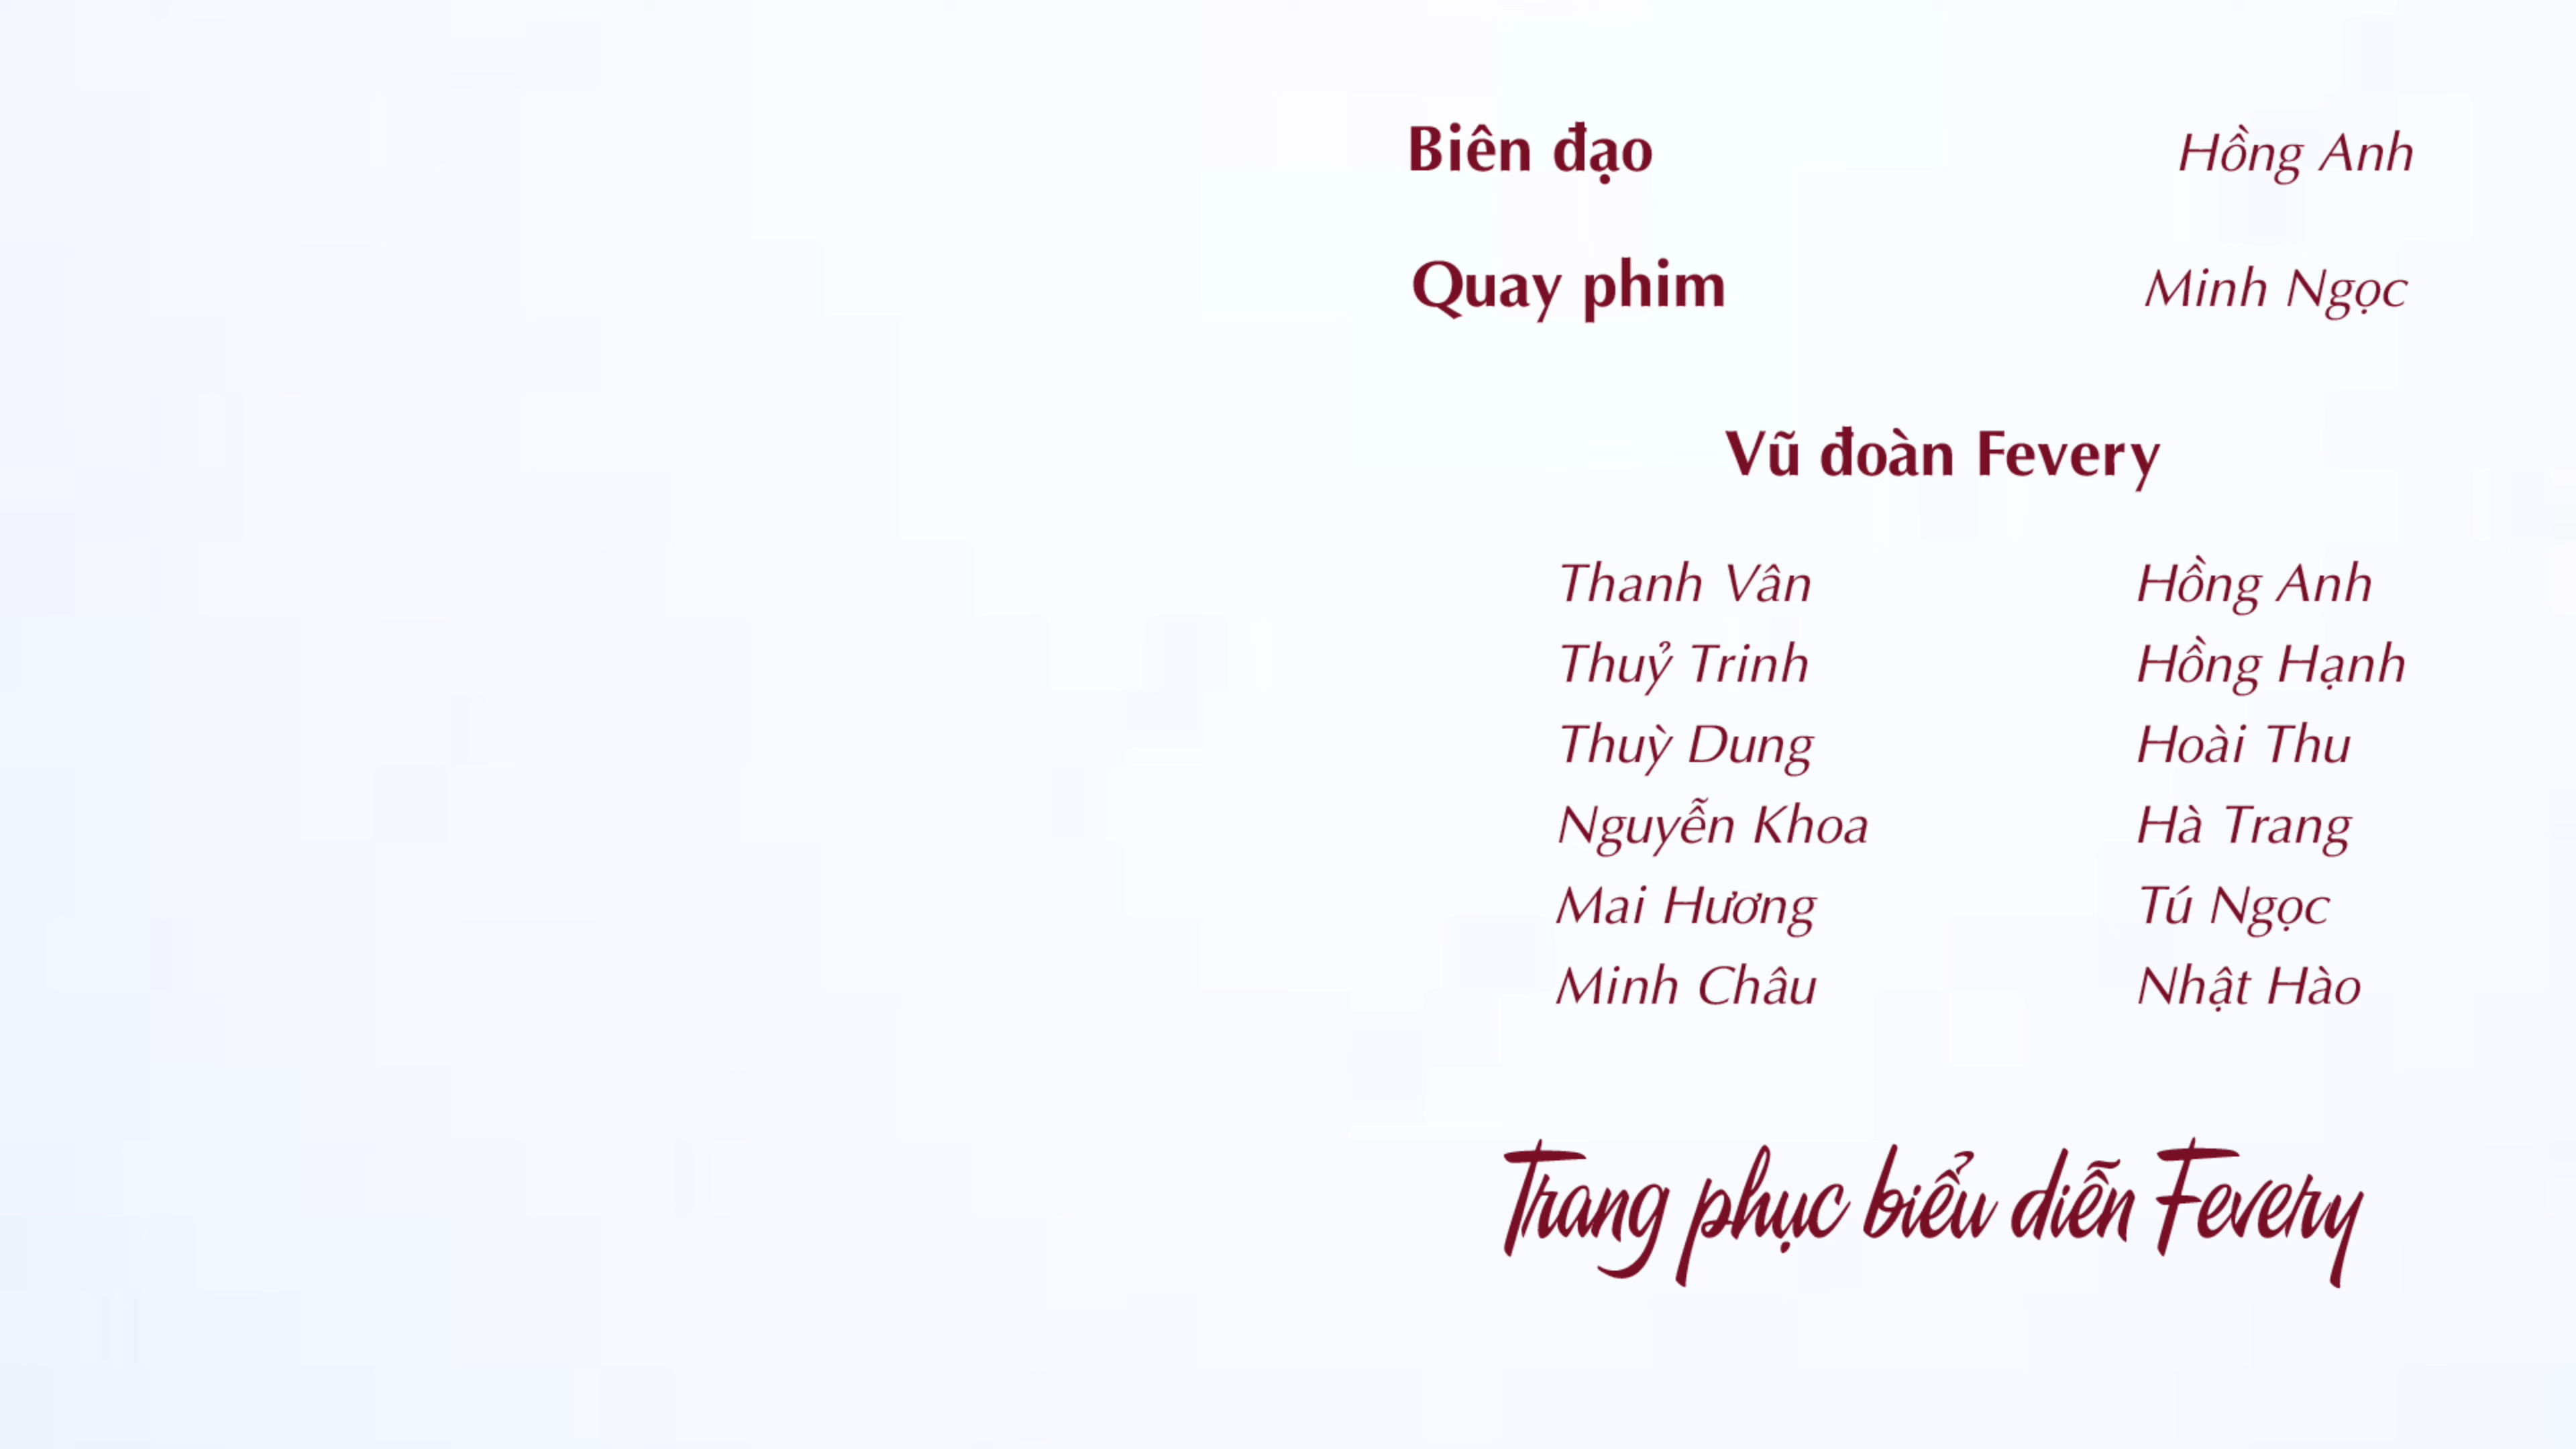 Biên đạo Hồng Anh
Quay phim Minh Ngọc
Vũ đoàn Fevery
Thanh Vân Hồng Anh
Thuỷ Trinh Hồng Hạnh
Thuỳ Dung Hoài Thu
Nguyễn Khoa Hà Trang
Mai Hương Tú Ngọc
Minh Châu Nhật Hào
Trang phục biểu diễn Fevery